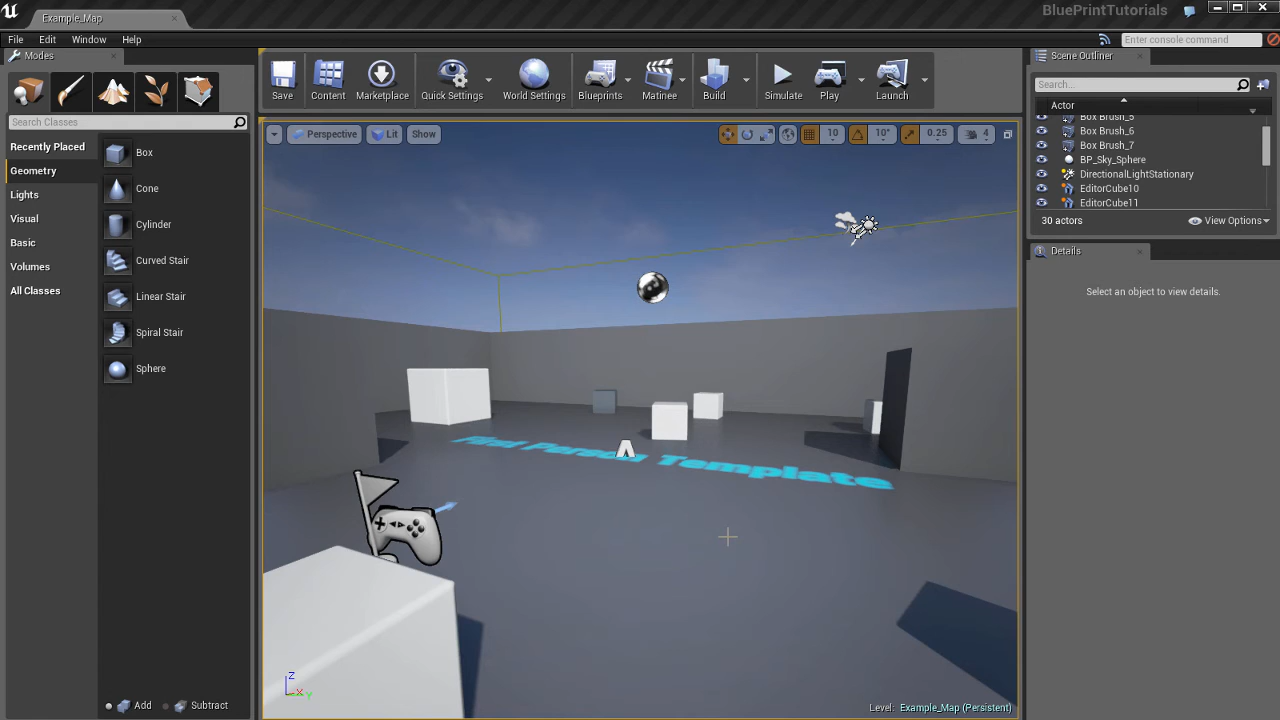 Example_Map
BluePrintTutorials
File Edit Window Help
Enter console command
Modes
Search Classes
Recently Placed
Geometry
Lights
Visual
Basic
Volumes
All Classes
Box
Cone
Cylinder
Curved Stair
Linear Stair
Spiral Stair
Sphere
Add Subtract
Save Content Marketplace Quick Settings World Settings Blueprints Matinee Build Simulate Play Launch
Perspective Lit Show 10 10° 0.25 4
First Person Template
Z
X
Y
Level: Example_Map (Persistent)
Scene Outliner
Search...
Actor
Box Brush_5
Box Brush_6
Box Brush_7
BP_Sky_Sphere
DirectionalLightStationary
EditorCube10
EditorCube11
30 actors View Options
Details
Select an object to view details.